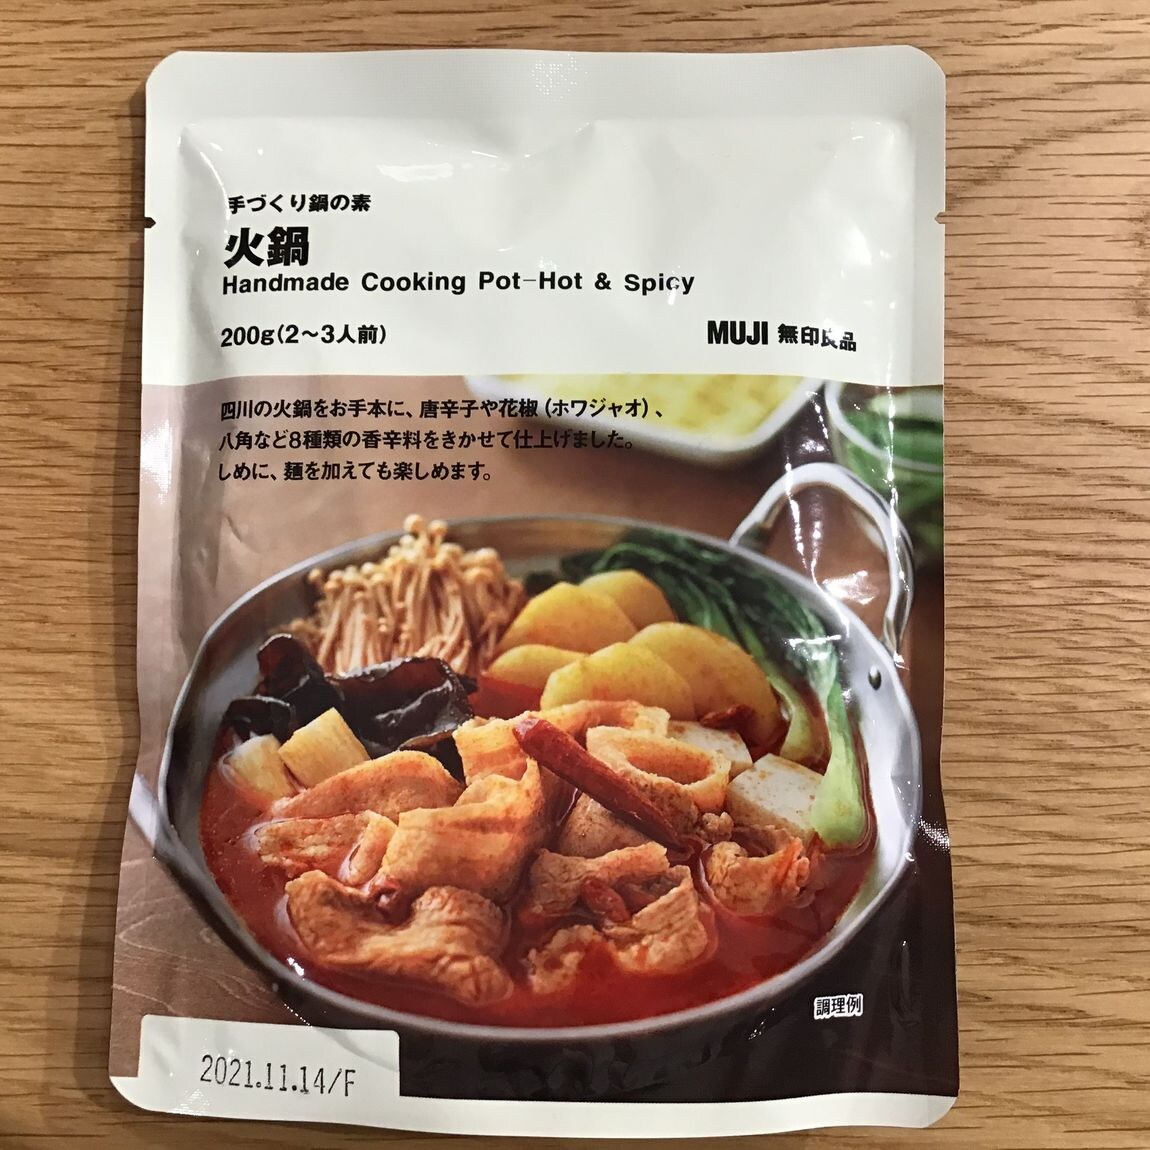 手づくり鍋の素
火鍋
Handmade Cooking Pot-Hot & Spicy
200g(2〜3人前)
MUJI 無印良品
四川の火鍋をお手本に、唐辛子や花椒(ホワジャオ)、
八角など8種類の香辛料をきかせて仕上げました。
しめに、麺を加えても楽しめます。
調理例
2021.11.14/F